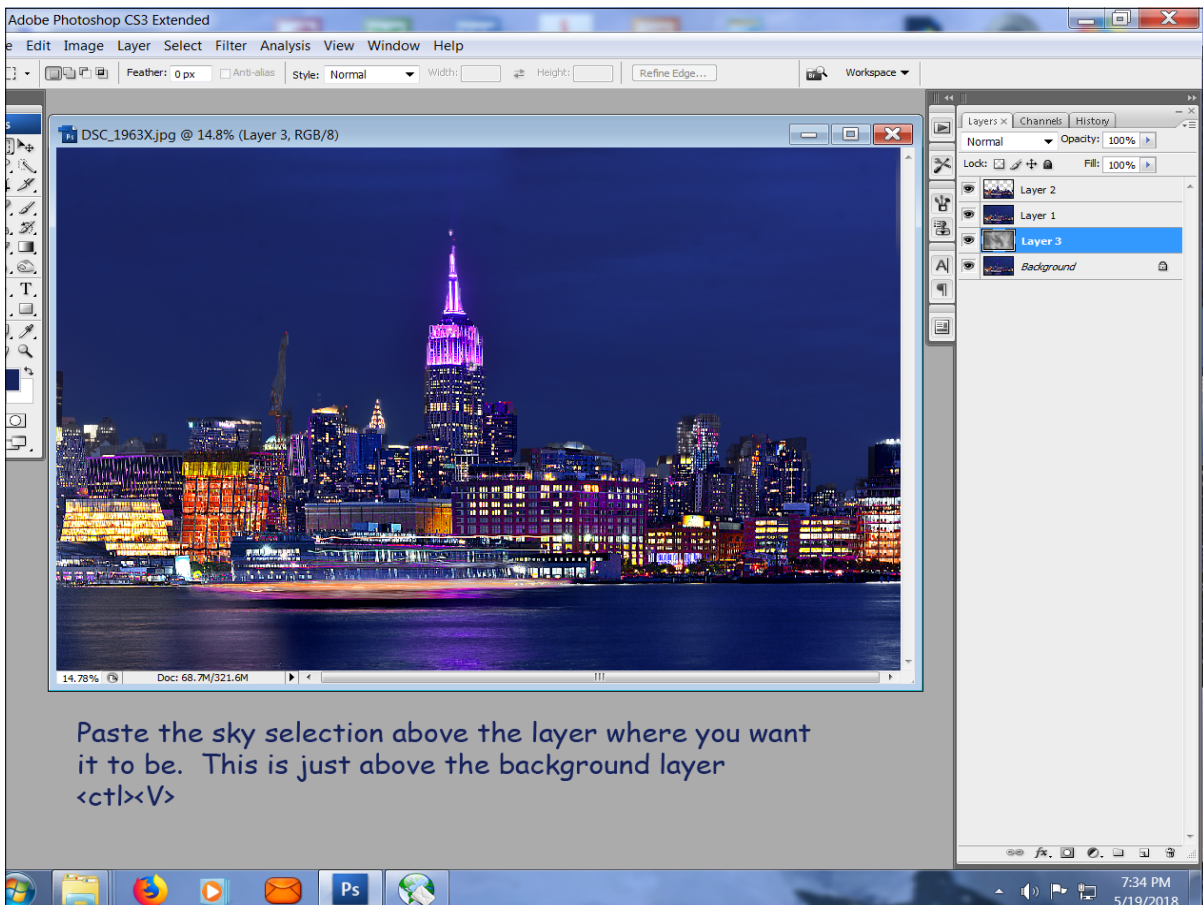 Adobe Photoshop CS3 Extended
e Edit Image Layer Select Filter Analysis View Window Help
Feather: 0 px Anti-alias Style: Normal Width: Height: Refine Edge... Br Workspace
DSC_1963X.jpg @ 14.8% (Layer 3, RGB/8)
Layers × Channels History
Normal Opacity: 100%
Lock: Fill: 100%
Layer 2
Layer 1
Layer 3
Background
14.78% Doc: 68.7M/321.6M
Paste the sky selection above the layer where you want
it to be. This is just above the background layer
<ctl><V>
Ps
7:34 PM
5/19/2018